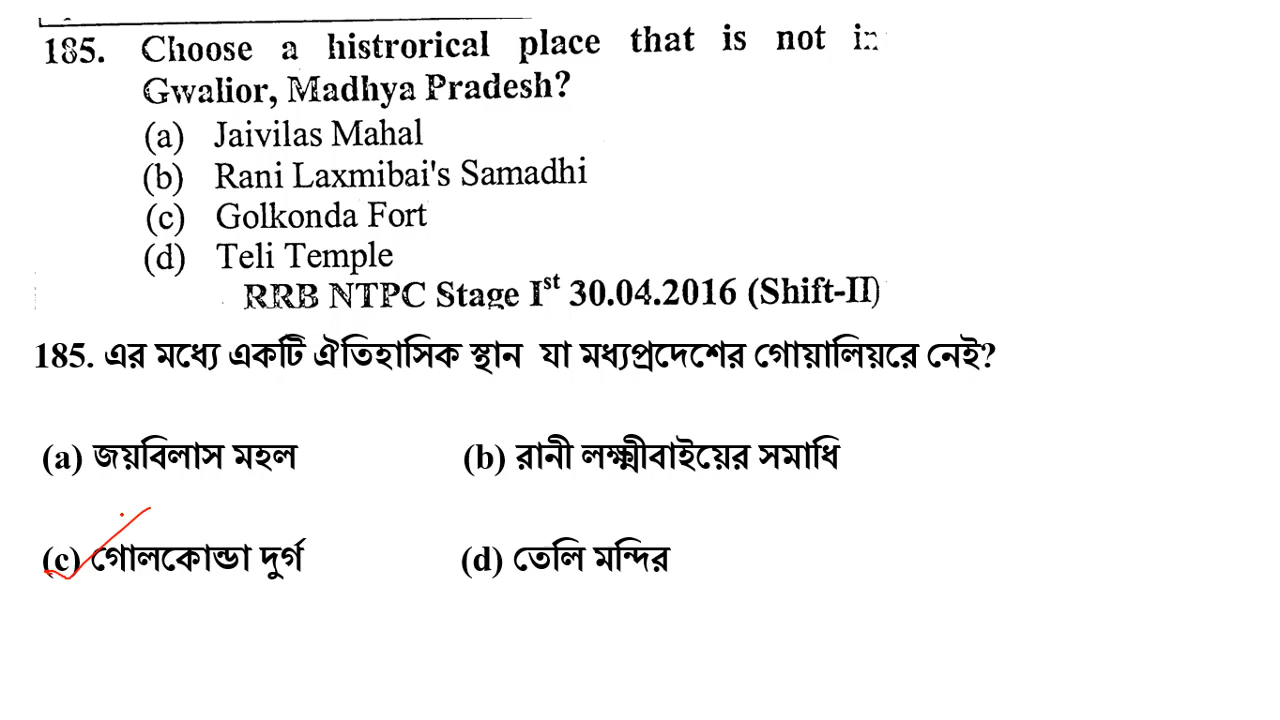 185. Choose a histrorical place that is not in
Gwalior, Madhya Pradesh?
(a) Jaivilas Mahal
(b) Rani Laxmibai's Samadhi
(c) Golkonda Fort
(d) Teli Temple
RRB NTPC Stage Ist 30.04.2016 (Shift-II)
185. এর মধ্যে একটি ঐতিহাসিক স্থান যা মধ্যপ্রদেশের গোয়ালিয়রে নেই?
(a) জয়বিলাস মহল (b) রানী লক্ষ্মীবাইয়ের সমাধি
(c) গোলকোন্ডা দুর্গ (d) তেলি মন্দির